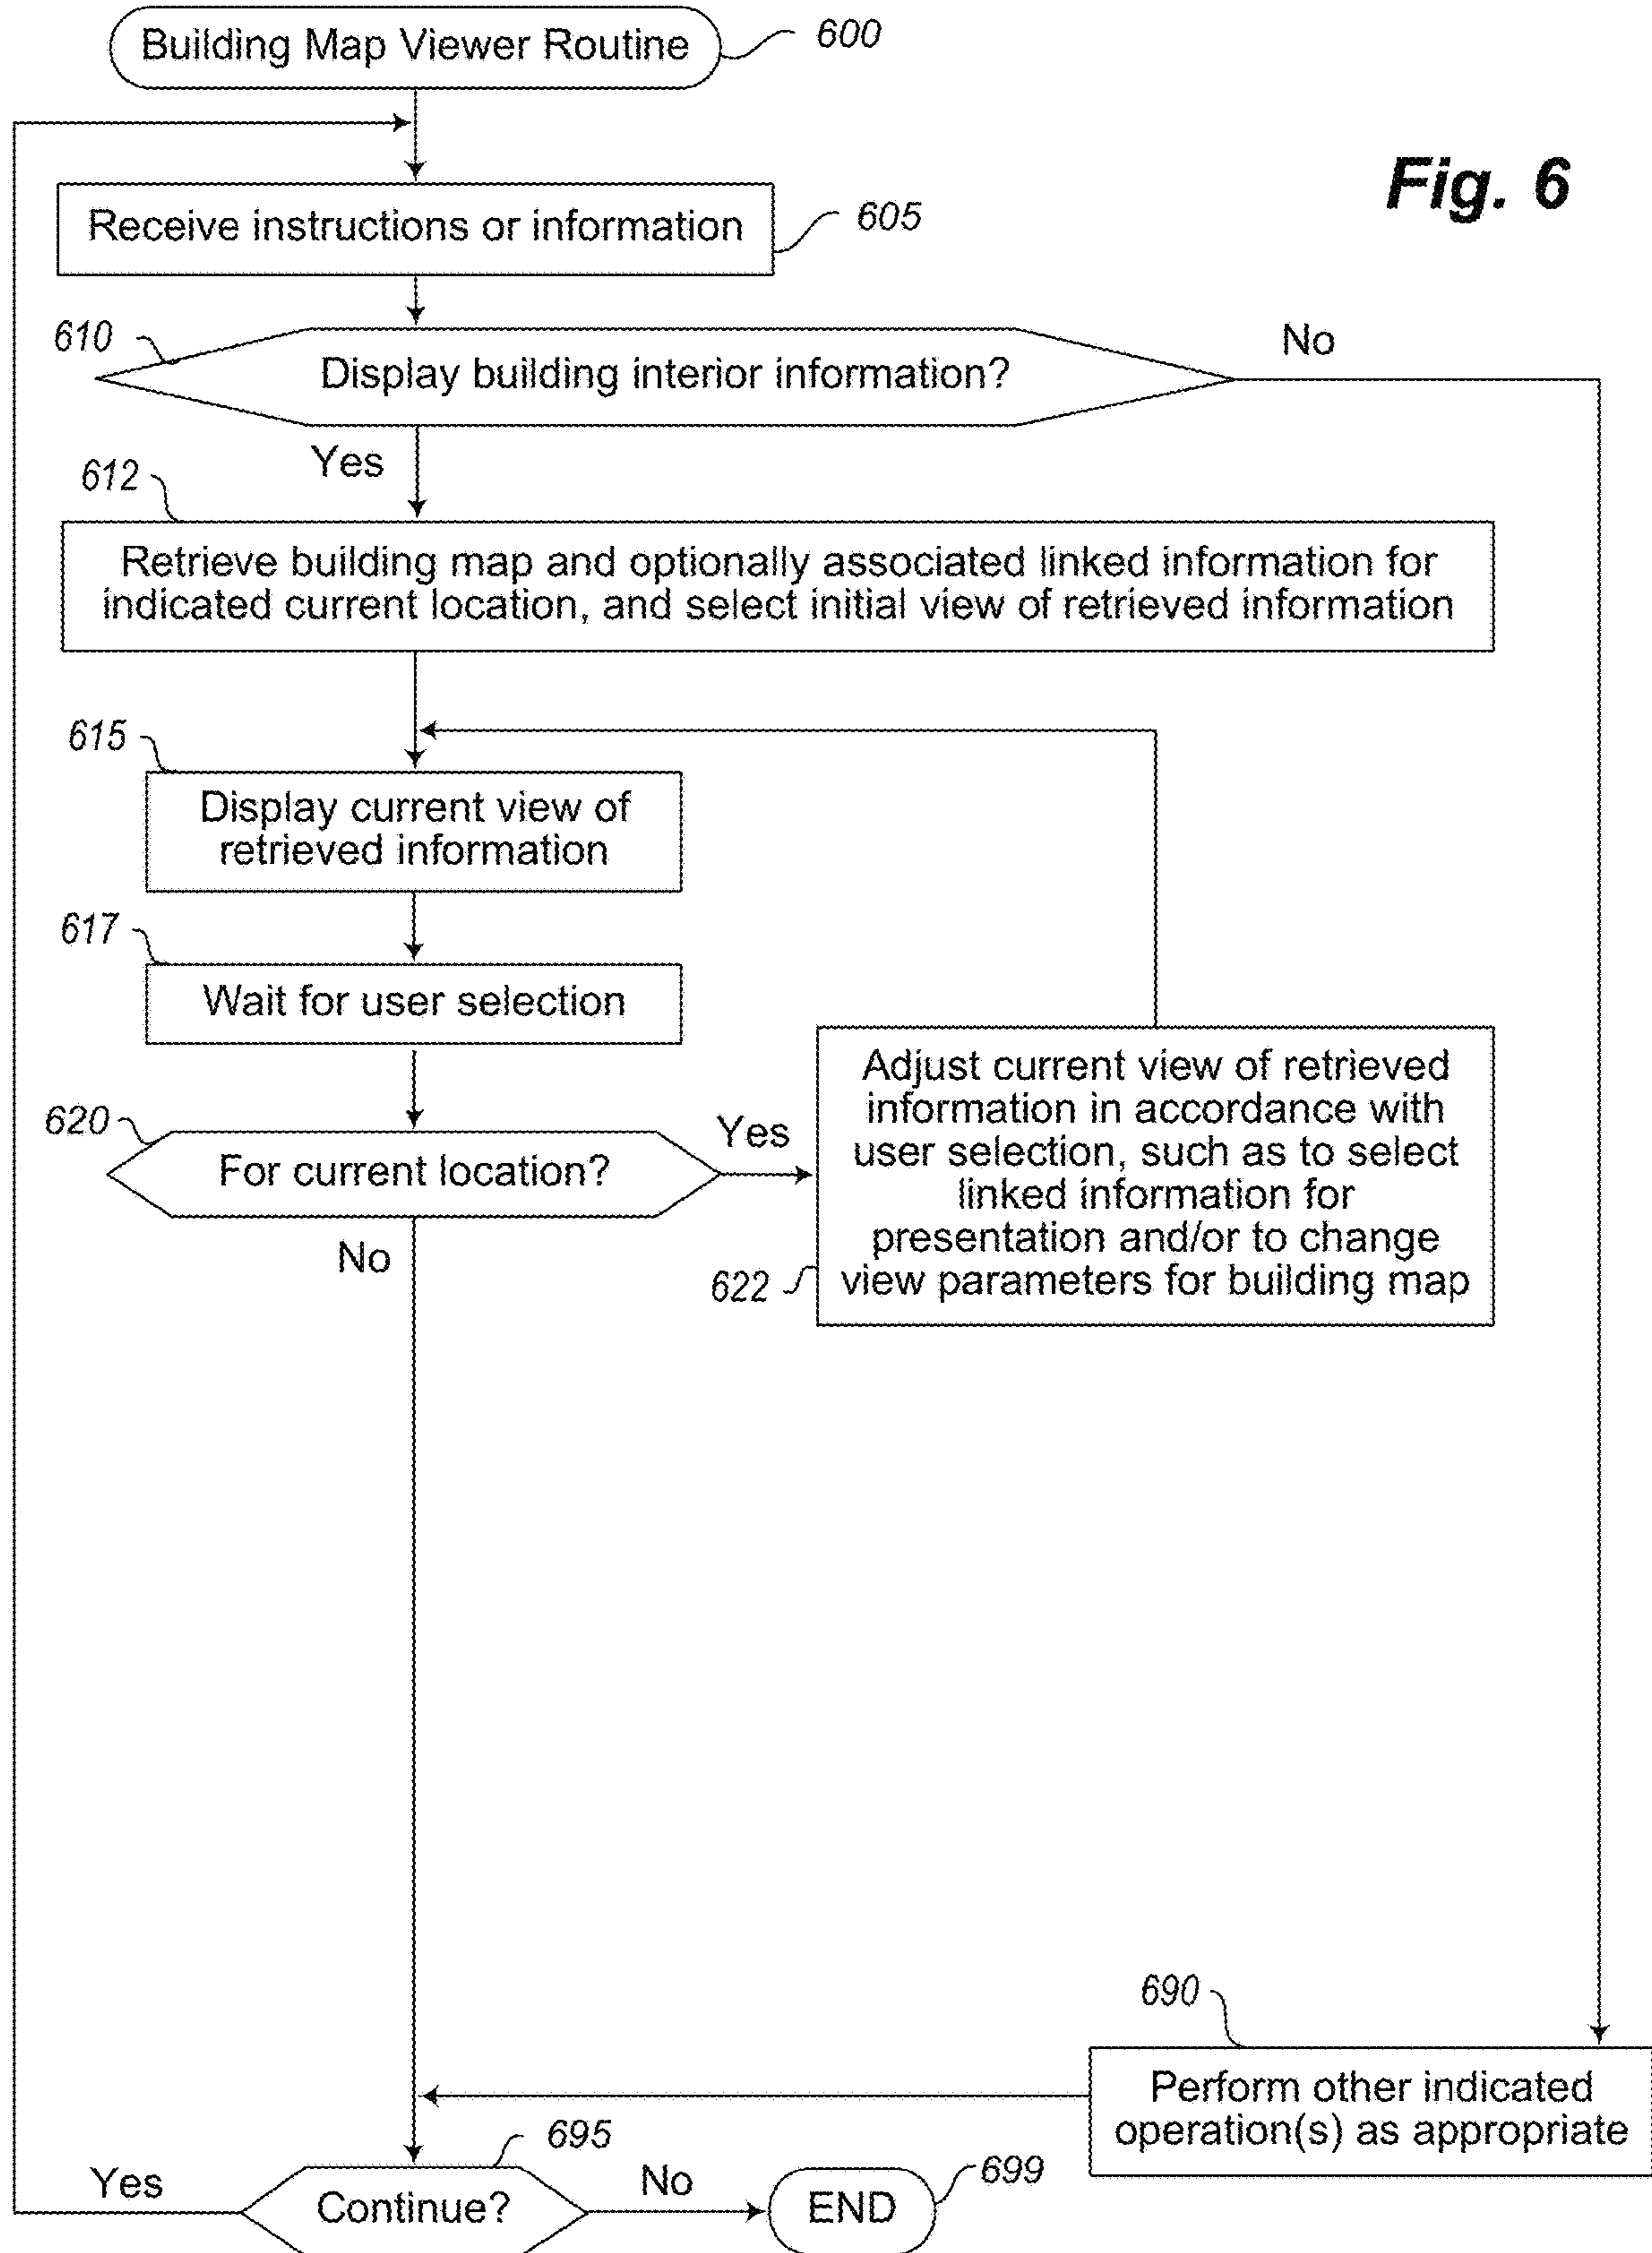 Building Map Viewer Routine
600
Fig. 6
Receive instructions or information
605
610
Display building interior information?
No
Yes
612
Retrieve building map and optionally associated linked information for
indicated current location, and select initial view of retrieved information
615
Display current view of
retrieved information
617
Wait for user selection
620
For current location?
Yes
No
Adjust current view of retrieved
information in accordance with
user selection, such as to select
linked information for
presentation and/or to change
view parameters for building map
622
690
Perform other indicated
operation(s) as appropriate
695
Yes
Continue?
No
END
699